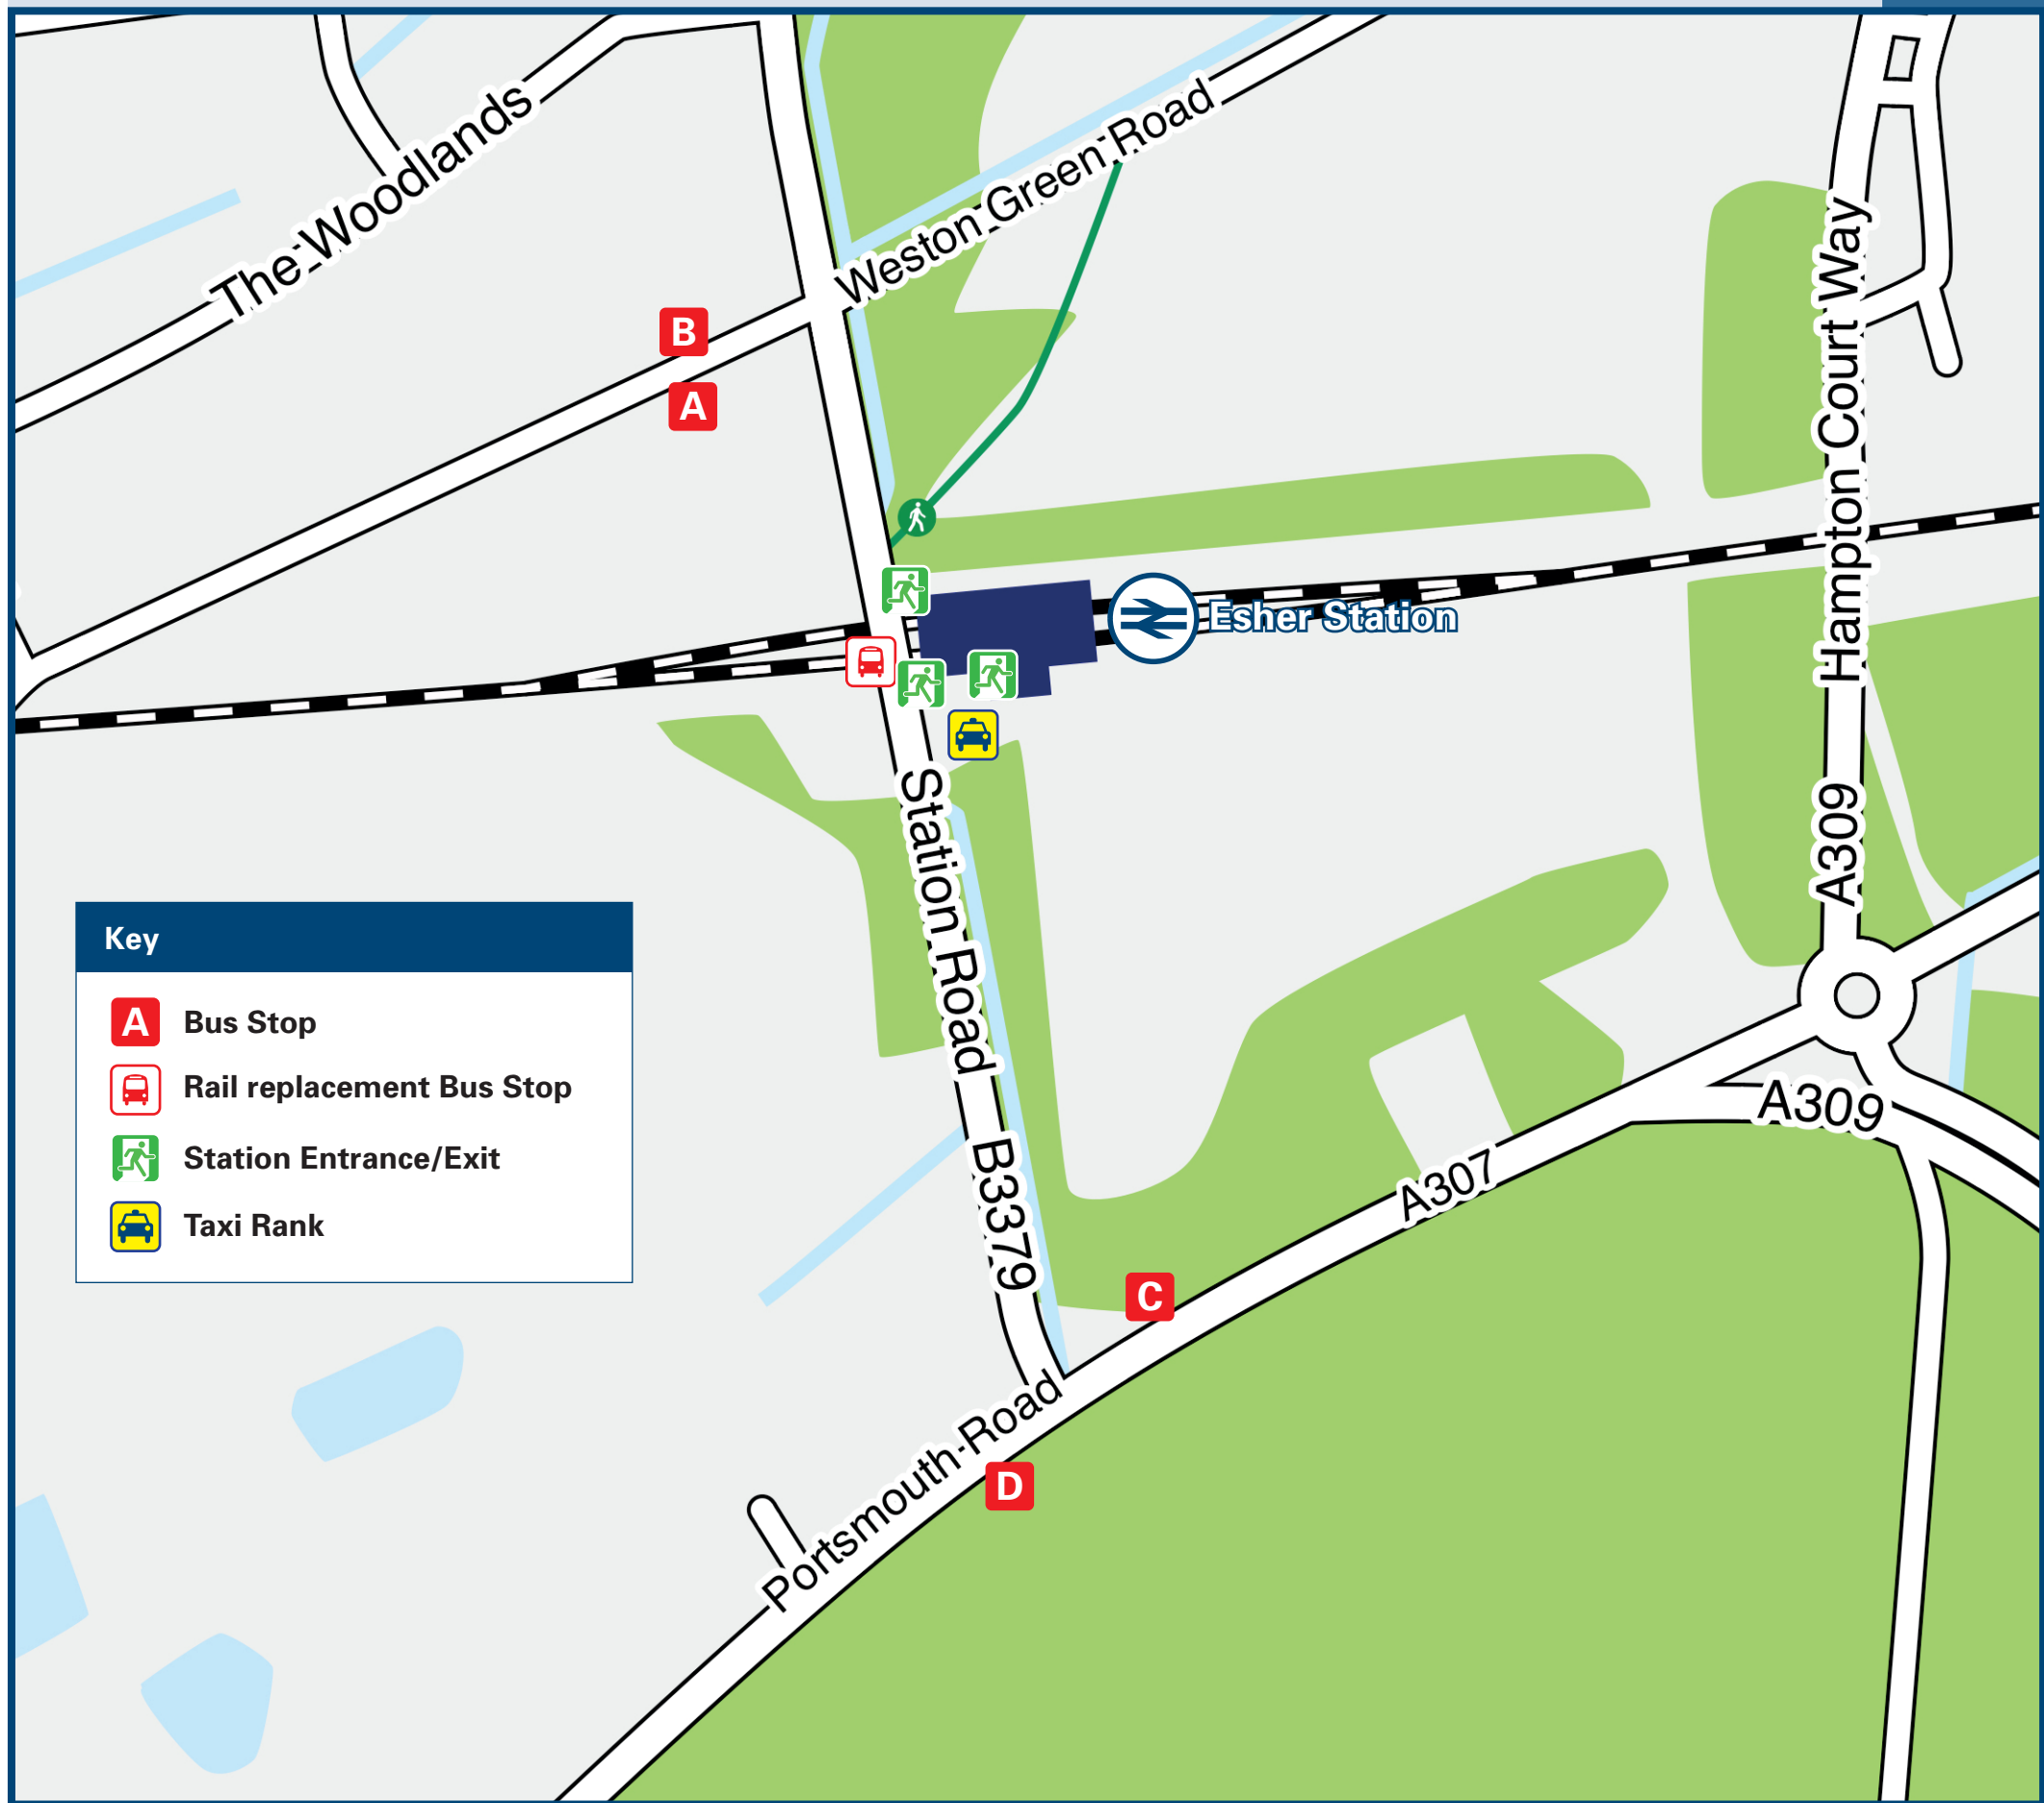 The Woodlands
Weston Green Road
Hampton Court Way
B
A
Esher Station
Station Road
A309
Key
A Bus Stop
Rail replacement Bus Stop
Station Entrance/Exit
Taxi Rank
B3379
A309
A307
C
Portsmouth Road
D